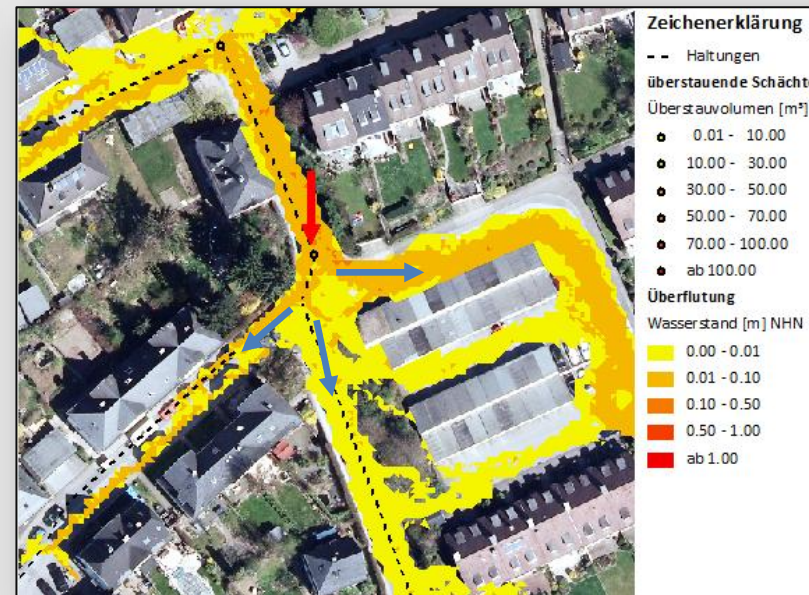 Zeichenerklärung
Haltungen
überstauende Schächte
Überstauvolumen [m³]
0.01 - 10.00
10.00 - 30.00
30.00 - 50.00
50.00 - 70.00
70.00 - 100.00
ab 100.00
Überflutung
Wasserstand [m] NHN
0.00 - 0.01
0.01 - 0.10
0.10 - 0.50
0.50 - 1.00
ab 1.00